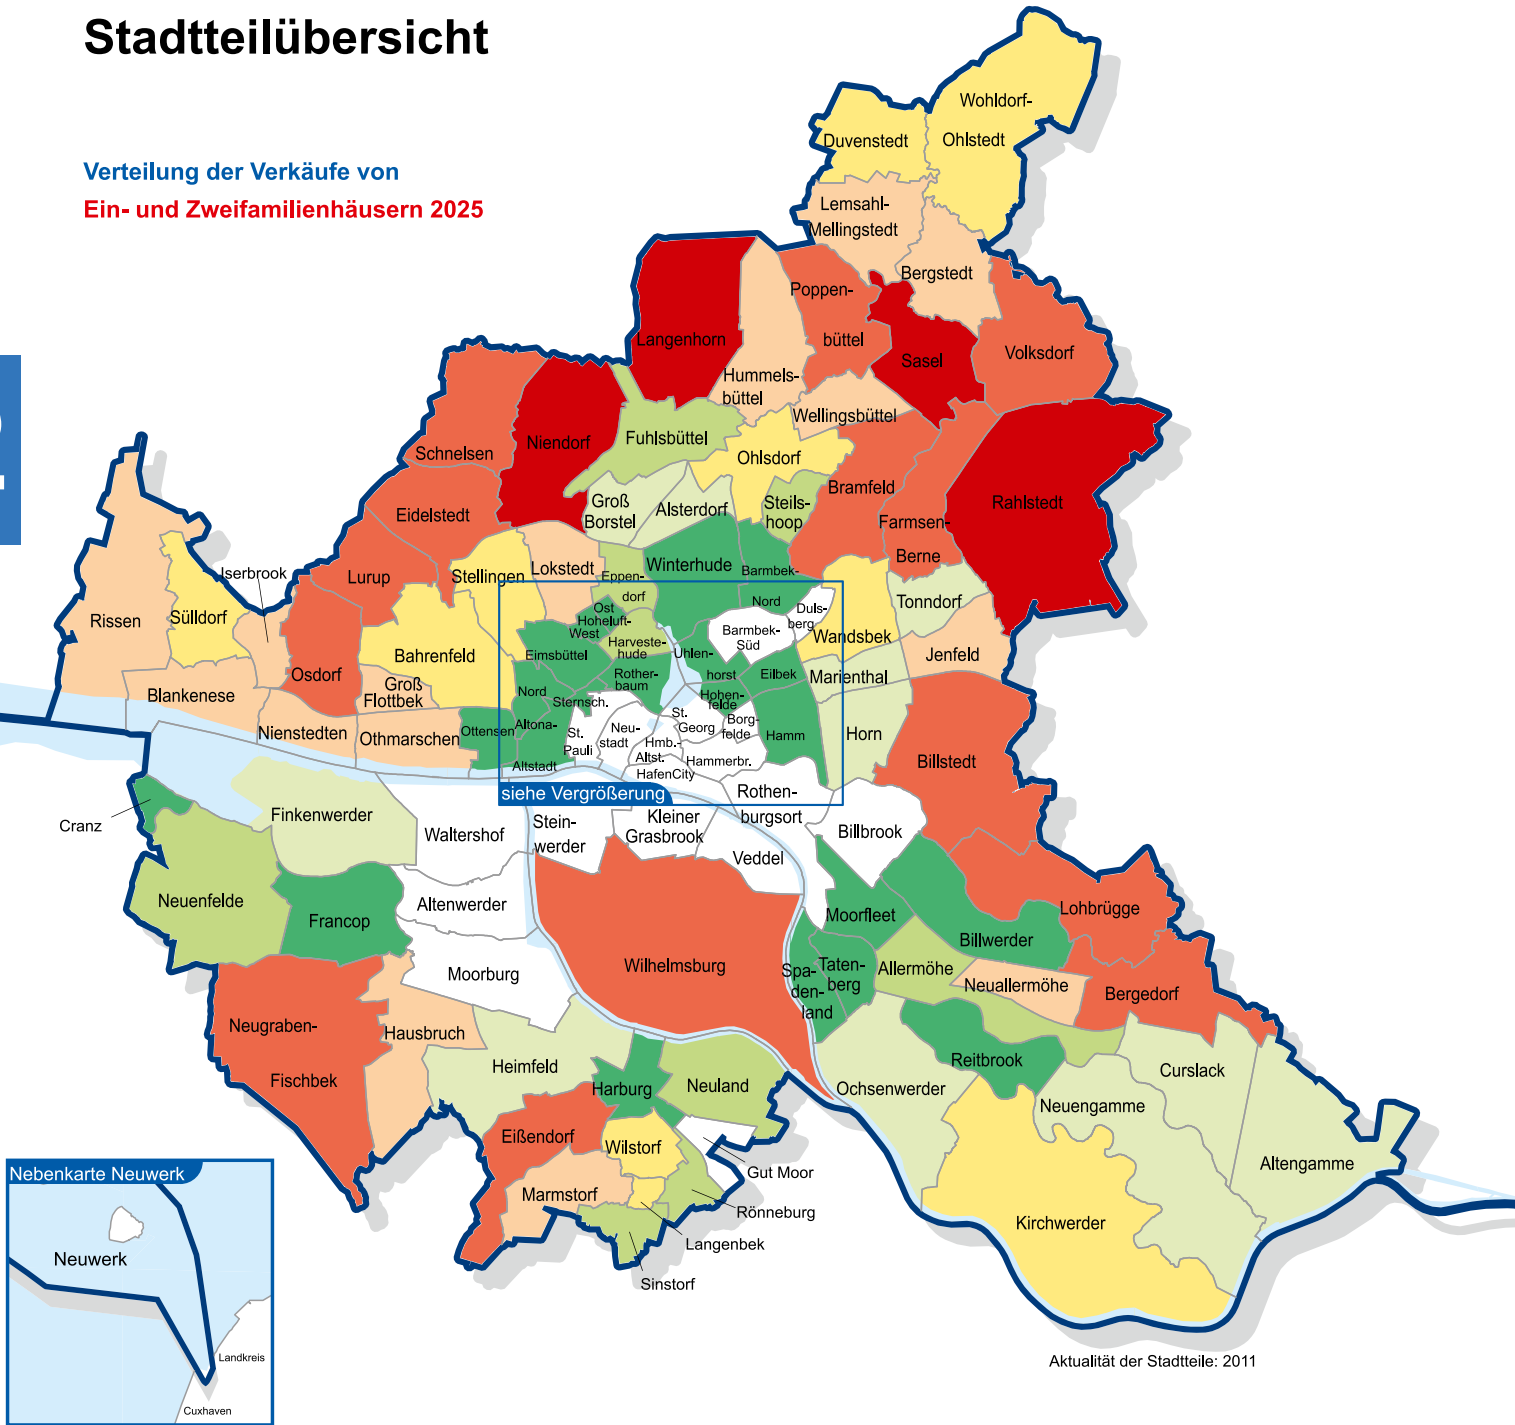 Stadtteilübersicht
Verteilung der Verkäufe von
Ein- und Zweifamilienhäusern 2025
Wohldorf-
Ohlstedt
Duvenstedt
Lemsahl-
Mellingstedt
Bergstedt
Poppen-
büttel
Langenhorn
Sasel
Volksdorf
Hummels-
büttel
Wellingsbüttel
Schnelsen
Niendorf
Fuhlsbüttel
Ohlsdorf
Bramfeld
Rahlstedt
Eidelstedt
Groß
Borstel
Alsterdorf
Steils-
hoop
Farmsen-
Berne
Iserbrook
Lurup
Stellingen
Lokstedt
Eppen-
dorf
Winterhude
Barmbek-
Nord
Tonndorf
Rissen
Sülldorf
Ost
Hoheluft-
West
Duls-
berg
Barmbek-
Süd
Wandsbek
Bahrenfeld
Eimsbüttel
Harveste-
hude
Uhlen-
horst
Jenfeld
Osdorf
Groß
Flottbek
Rother-
baum
Eilbek
Marienthal
Blankenese
Nord
Sternsch.
Hohen-
felde
Nienstedten
Othmarschen
Ottensen
Altona-
Altstadt
St.
Pauli
Neu-
stadt
St.
Georg
Borg-
felde
Hamm
Horn
Hmb.-
Altst.
Hammerbr.
HafenCity
Billstedt
siehe Vergrößerung
Rothen-
burgsort
Cranz
Finkenwerder
Waltershof
Stein-
werder
Kleiner
Grasbrook
Veddel
Billbrook
Neuenfelde
Francop
Altenwerder
Moorfleet
Lohbrügge
Billwerder
Moorburg
Wilhelmsburg
Spa-
den-
land
Taten-
berg
Allermöhe
Neuallermöhe
Bergedorf
Neugraben-
Fischbek
Hausbruch
Heimfeld
Harburg
Neuland
Ochsenwerder
Reitbrook
Curslack
Neuengamme
Eißendorf
Wilstorf
Gut Moor
Altengamme
Marmstorf
Rönneburg
Langenbek
Sinstorf
Kirchwerder
Nebenkarte Neuwerk
Neuwerk
Landkreis
Cuxhaven
Aktualität der Stadtteile: 2011